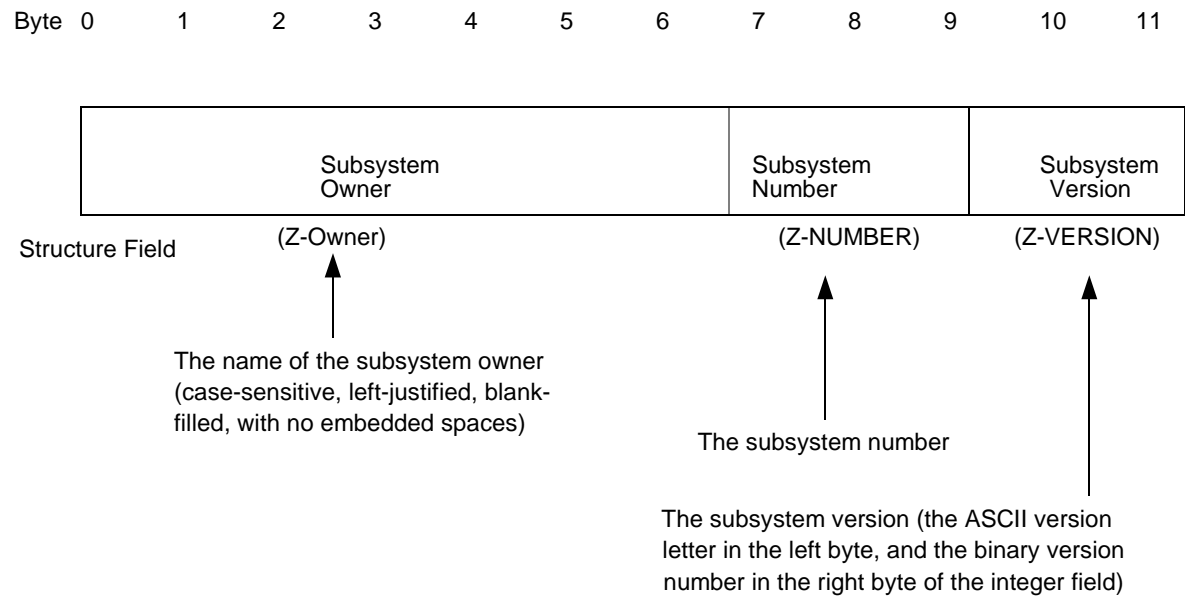 Byte 0 1 2 3 4 5 6 7 8 9 10 11
Subsystem
Owner
Subsystem
Number
Subsystem
Version
Structure Field
(Z-Owner)
(Z-NUMBER)
(Z-VERSION)
The name of the subsystem owner
(case-sensitive, left-justified, blank-
filled, with no embedded spaces)
The subsystem number
The subsystem version (the ASCII version
letter in the left byte, and the binary version
number in the right byte of the integer field)